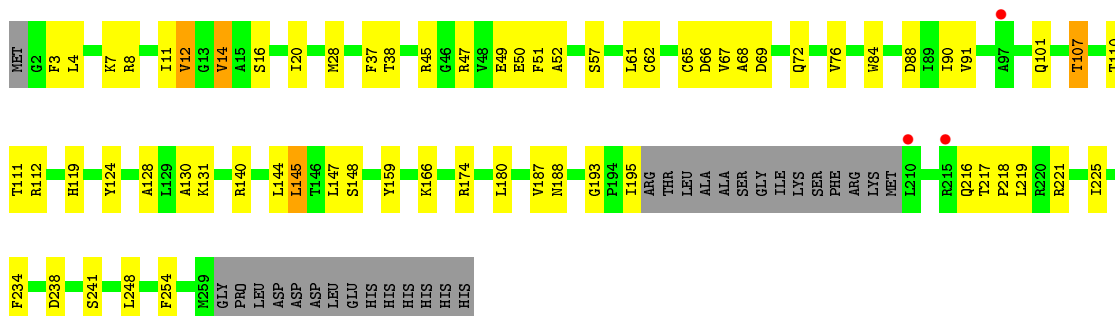 MET G2 F3 L4 K7 R8 I11 V12 G13 V14 A15 S16 I20 M28 F37 T38 R45 G46 R47 V48 E49 E50 F51 A52 S57 L61 C62 C65 D66 V67 A68 D69 Q72 V76 W84 D88 I89 I90 V91 A97 Q101 T107 T110
T111 R112 H119 Y124 A128 L129 A130 K131 R140 L144 L145 T146 L147 S148 Y159 K166 R174 L180 V187 N188 G193 P194 I195 ARG THR LEU ALA ALA SER GLY ILE LYS SER PHE ARG LYS MET L210 R215 Q216 T217 P218 L219 R220 R221 I225
F234 D238 S241 L248 F254 M259 GLY PRO LEU ASP ASP ASP LEU GLU HIS HIS HIS HIS HIS HIS